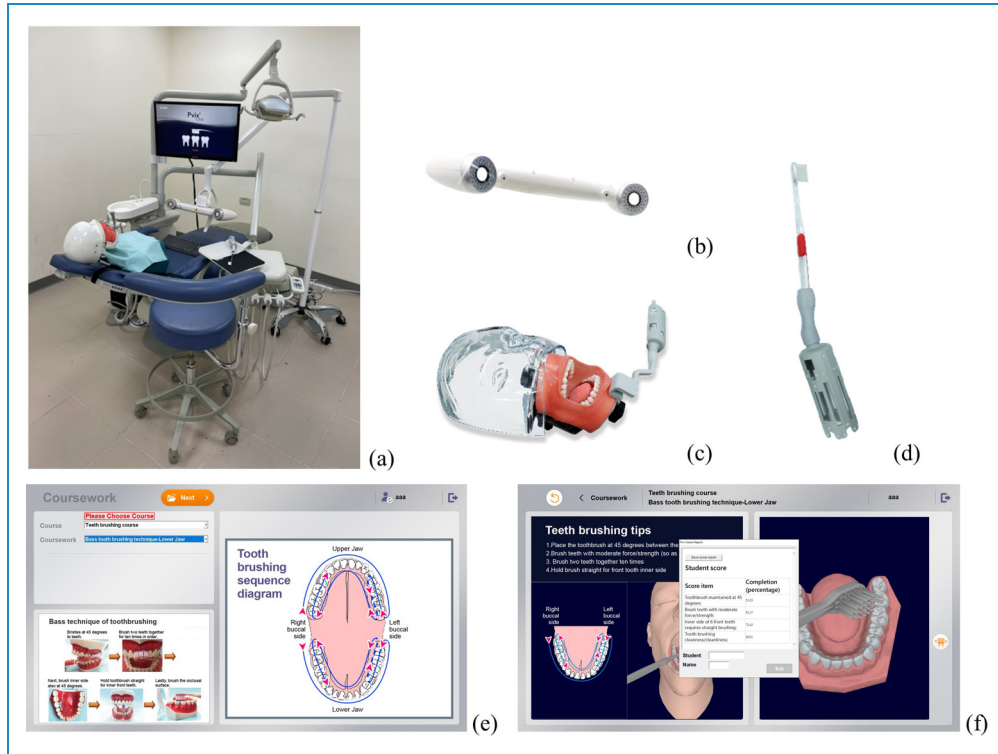 Pvix
(a)
(b)
(c)
(d)
Coursework
Next
aaa
Please Choose Course
Course
Teeth brushing course
Coursework
Bass tooth brushing technique-Lower Jaw
Bass technique of toothbrushing
Bristles at 45 degrees
to teeth.
Brush two teeth together
for ten times in order.
Next, brush inner side
also at 45 degrees.
Hold toothbrush straight
for inner front teeth.
Lastly, brush the occlusal
surface.
Tooth
brushing
sequence
diagram
Upper Jaw
Right
buccal
side
Left
buccal
side
Lower Jaw
(e)
Coursework
Teeth brushing course
Bass tooth brushing technique-Lower Jaw
aaa
Teeth brushing tips
1.Place the toothbrush at 45 degrees between the
2.Brush teeth with moderate force/strength (so as
3. Brush two teeth together ten times
4.Hold brush straight for front tooth inner side
Right
buccal
side
Left
buccal
side
Student score
Score item
Completion
(percentage)
Toothbrush maintained at 45
degrees:
Brush teeth with moderate
force/strength:
Inner side of 6 front teeth
requires straight brushing:
Tooth brushing
cleanness/cleanliness:
Student
Name
(f)